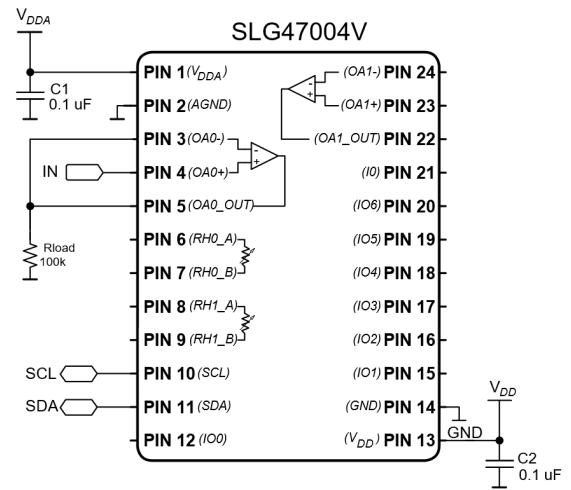 V_DDA
SLG47004V
C1
0.1 uF
PIN 1 (V_DDA)
PIN 2 (AGND)
PIN 3 (OA0-)
IN
PIN 4 (OA0+)
PIN 5 (OA0_OUT)
Rload
100k
PIN 6 (RH0_A)
PIN 7 (RH0_B)
PIN 8 (RH1_A)
PIN 9 (RH1_B)
SCL
PIN 10 (SCL)
SDA
PIN 11 (SDA)
PIN 12 (IO0)
- +
- +
(OA1-) PIN 24
(OA1+) PIN 23
(OA1_OUT) PIN 22
(I0) PIN 21
(IO6) PIN 20
(IO5) PIN 19
(IO4) PIN 18
(IO3) PIN 17
(IO2) PIN 16
(IO1) PIN 15
(GND) PIN 14
GND
(V_DD) PIN 13
V_DD
C2
0.1 uF